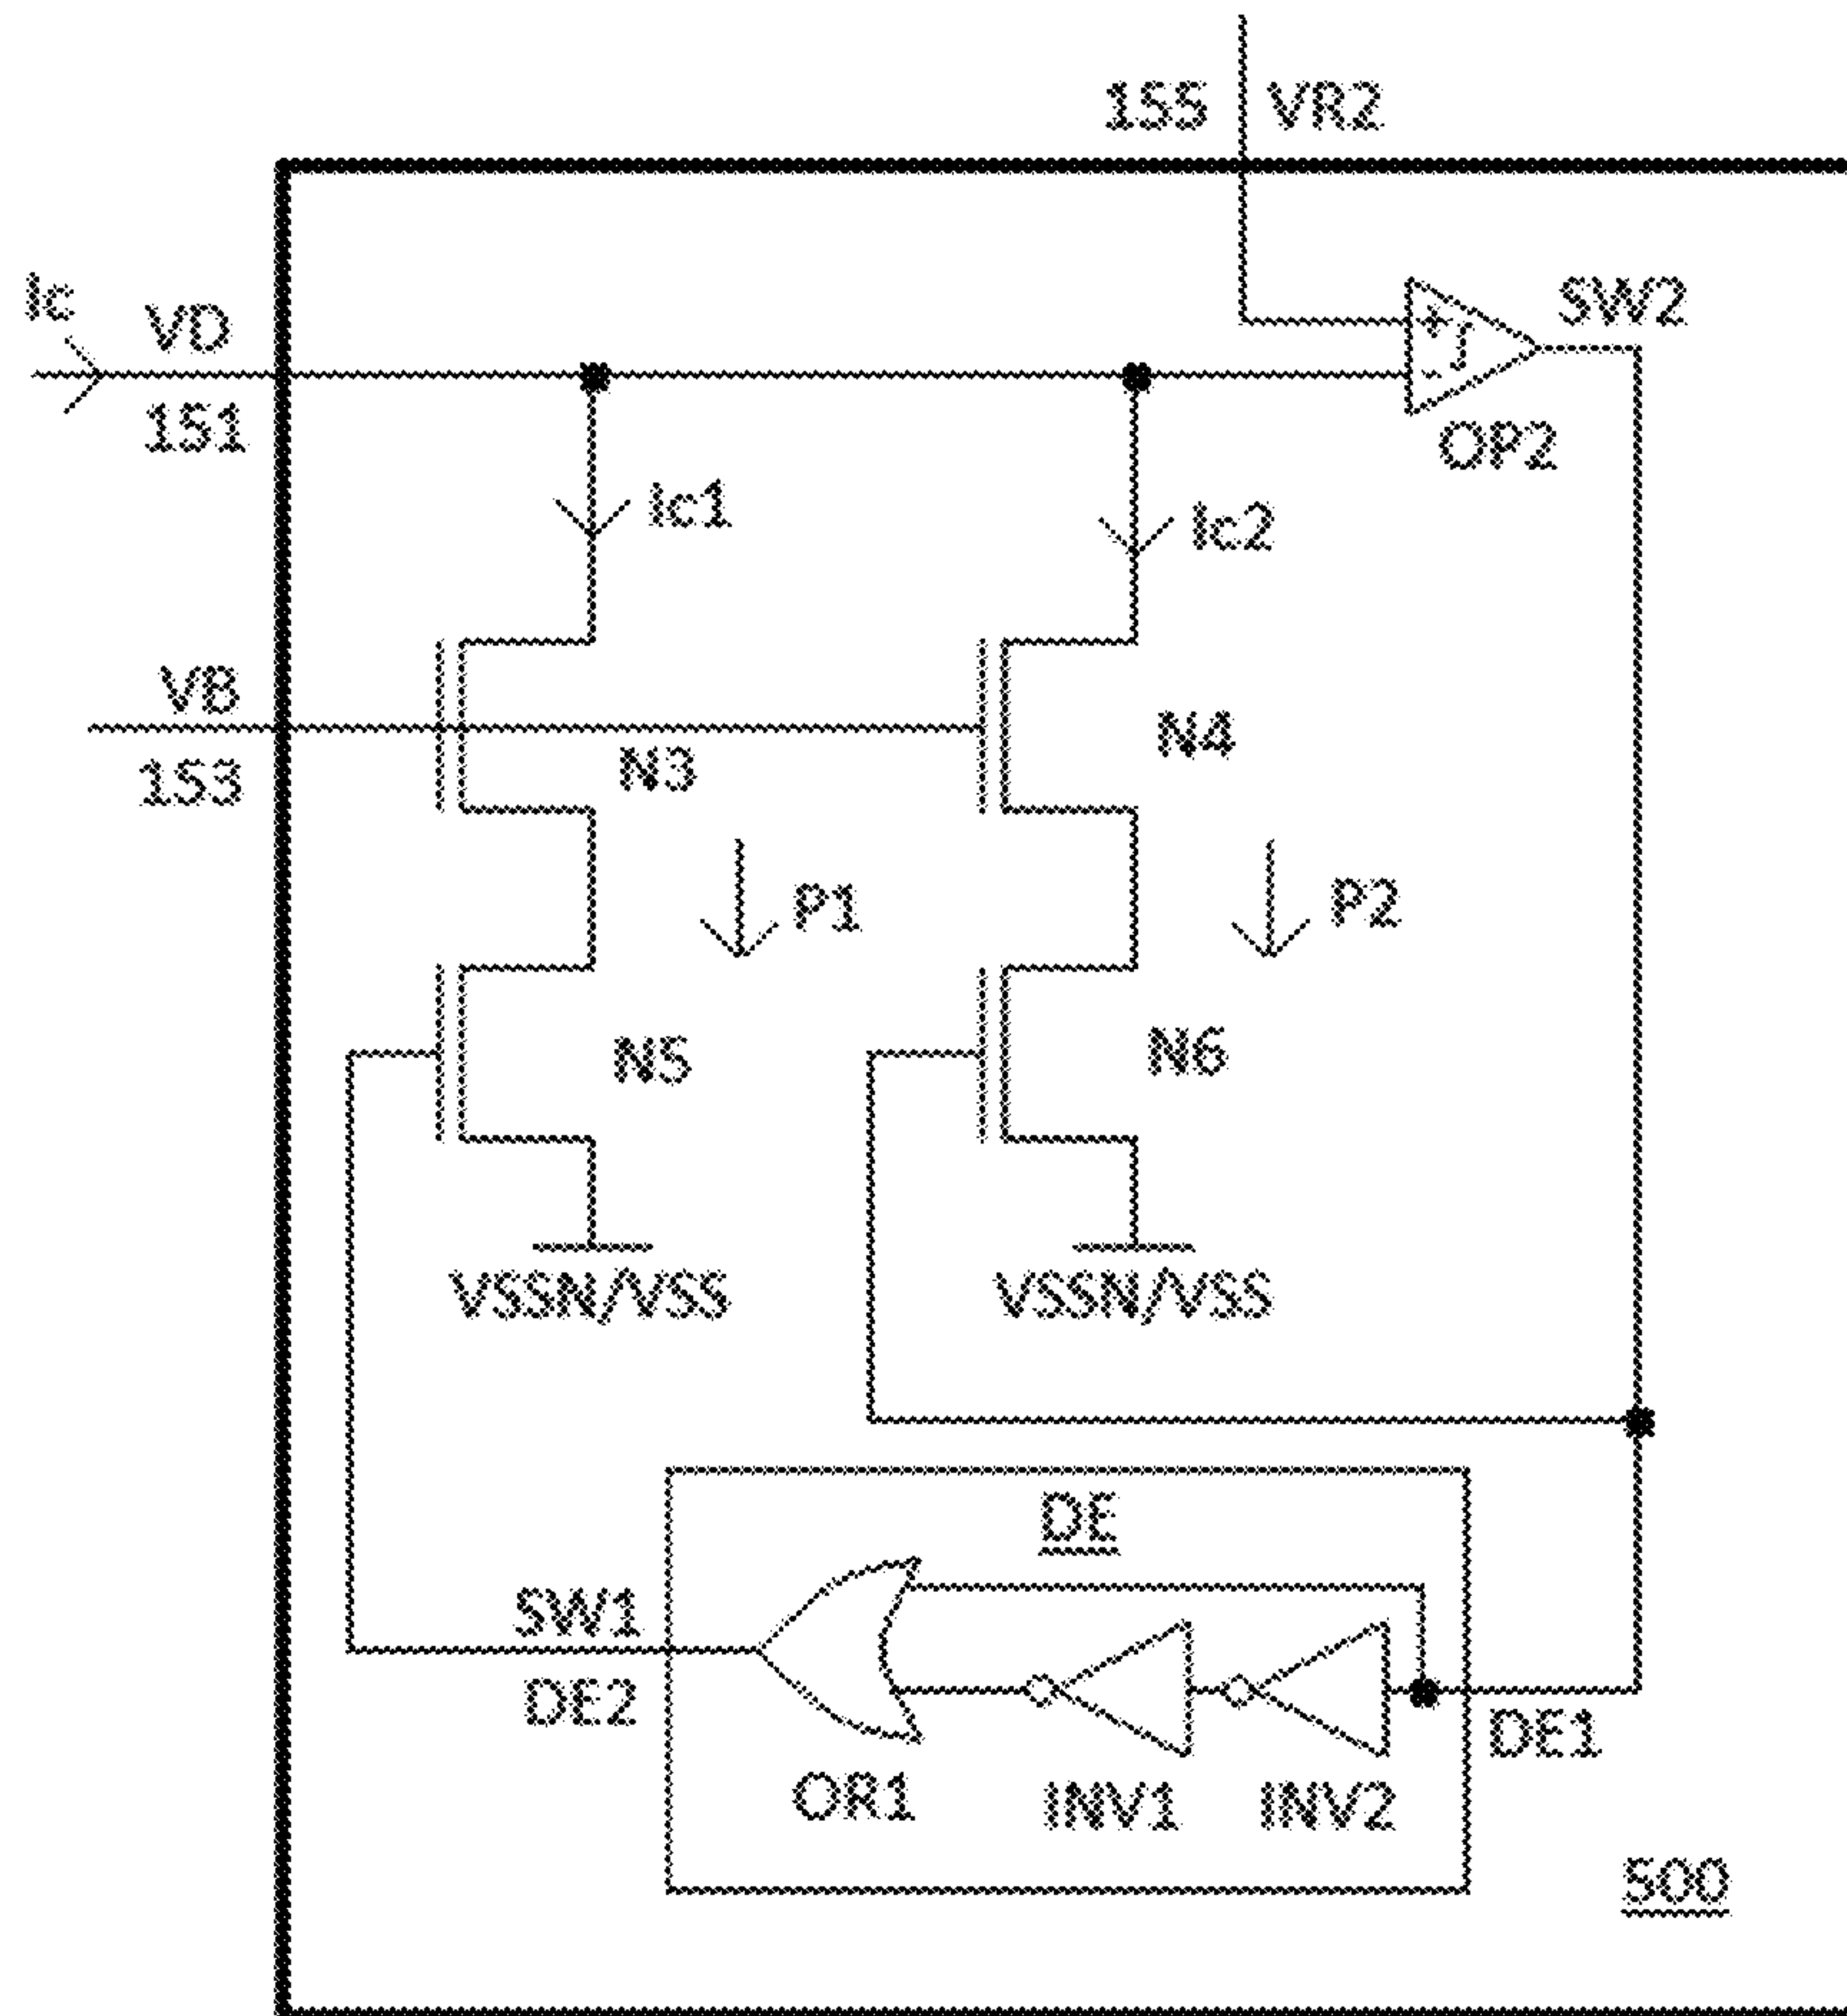 155 VR2
Ic
VD
151
+
-
SW2
OP2
Ic1
Ic2
VB
153
N3
N4
P1
P2
N5
N6
VSSN/VSS
VSSN/VSS
DE
SW1
DE2
DE1
OR1
INV1
INV2
500